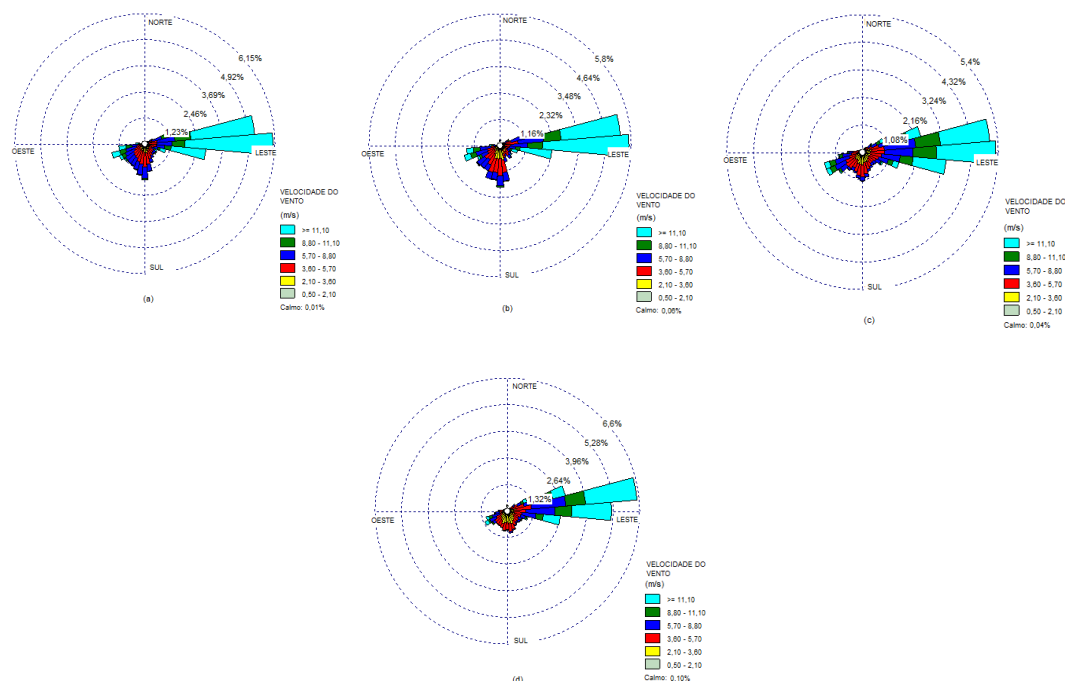 NORTE
6,15%
4,92%
3,69%
2,46%
1,23%
OESTE
LESTE
SUL
VELOCIDADE DO
VENTO
(m/s)
>= 11,10
8,80 - 11,10
5,70 - 8,80
3,60 - 5,70
2,10 - 3,60
0,50 - 2,10
Calmo: 0,01%
(a)
NORTE
5,8%
4,64%
3,48%
2,32%
1,16%
OESTE
LESTE
SUL
VELOCIDADE DO
VENTO
(m/s)
>= 11,10
8,80 - 11,10
5,70 - 8,80
3,60 - 5,70
2,10 - 3,60
0,50 - 2,10
Calmo: 0,06%
(b)
NORTE
5,4%
4,32%
3,24%
2,16%
1,08%
OESTE
LESTE
SUL
VELOCIDADE DO
VENTO
(m/s)
>= 11,10
8,80 - 11,10
5,70 - 8,80
3,60 - 5,70
2,10 - 3,60
0,50 - 2,10
Calmo: 0,04%
(c)
NORTE
6,6%
5,28%
3,96%
2,64%
1,32%
OESTE
LESTE
SUL
VELOCIDADE DO
VENTO
(m/s)
>= 11,10
8,80 - 11,10
5,70 - 8,80
3,60 - 5,70
2,10 - 3,60
0,50 - 2,10
Calmo: 0,10%
(d)